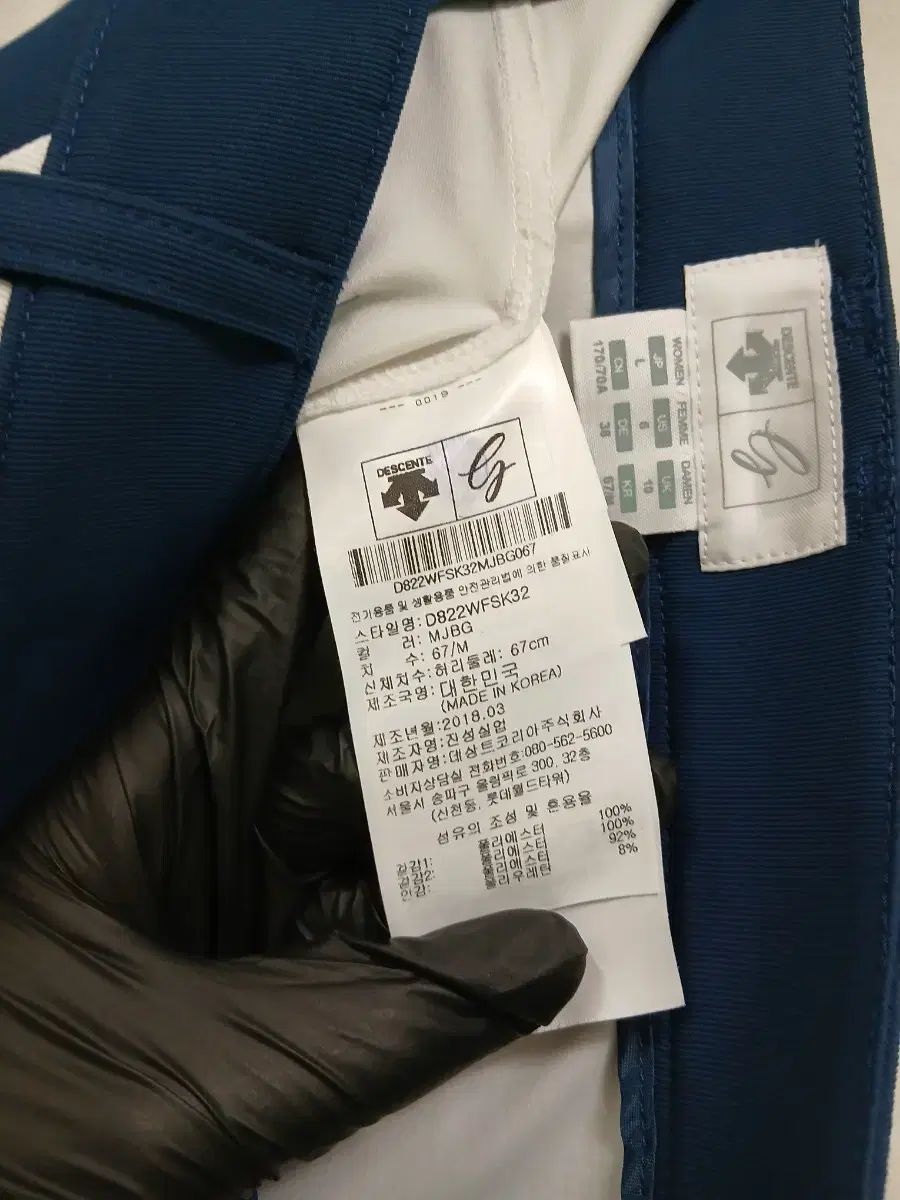 --- 0019 ---
DESCENTE
D822WFSK32MJBG067
전기용품 및 생활용품 안전관리법에 의한 품질표시
스타일명: D822WFSK32
컬 러: MJBG
치 수: 67/M
신체치수: 허리둘레: 67cm
제조국명: 대한민국
(MADE IN KOREA)
제조년월:2018.03
제조자명: 진성실업
판매자명: 데상트코리아주식회사
소비자상담실 전화번호:080-562-5600
서울시 송파구 올림픽로 300, 32층
(신천동, 롯데월드타워)
섬유의 조성 및 혼용율
겉감1: 폴리에스터 100%
겉감2: 폴리에스터 100%
안감: 폴리에스터 92%
폴리우레탄 8%
WOMEN / FEMME / DAMEN
JP US UK
L 6 10
CN DE KR
170/70A 38
DESCENTE